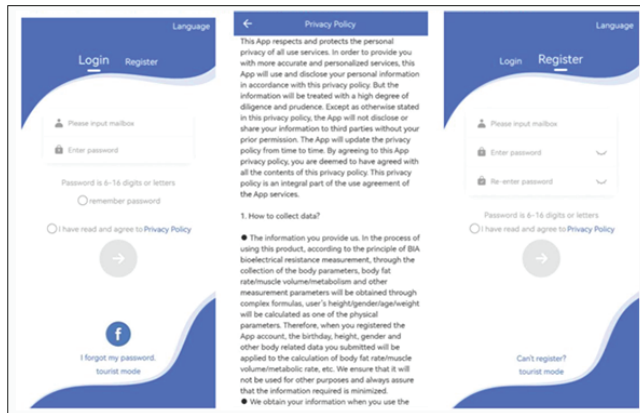 Language
Login Register
Please input mailbox
Enter password
Password is 6-16 digits or letters
remember password
I have read and agree to Privacy Policy
f
I forgot my password.
tourist mode
Privacy Policy
This App respects and protects the personal
privacy of all use services. In order to provide you
with more accurate and personalized services, this
App will use and disclose your personal information
in accordance with this privacy policy. But the
information will be treated with a high degree of
diligence and prudence. Except as otherwise stated
in this privacy policy, the App will not disclose or
share your information to third parties without your
prior permission. The App will update the privacy
policy from time to time. By agreeing to this App
privacy policy, you are deemed to have agreed with
all the contents of this privacy policy. This privacy
policy is an integral part of the use agreement of
the App services.
1. How to collect data?
● The information you provide us. In the process of
using this product, according to the principle of BIA
bioelectrical resistance measurement, through the
collection of the body parameters, body fat
rate/muscle volume/metabolism and other
measurement parameters will be obtained through
complex formulas, user's height/gender/age/weight
will be calculated as one of the physical
parameters. Therefore, when you registered the
App account, the birthday, height, gender and
other body related data you submitted will be
applied to the calculation of body fat rate/muscle
volume/metabolic rate, etc. We ensure that it will
not be used for other purposes and always assure
that the information required is minimized.
● We obtain your information when you use the
Language
Login Register
Please input mailbox
Enter password
Re-enter password
Password is 6-16 digits or letters
I have read and agree to Privacy Policy
Can't register?
tourist mode